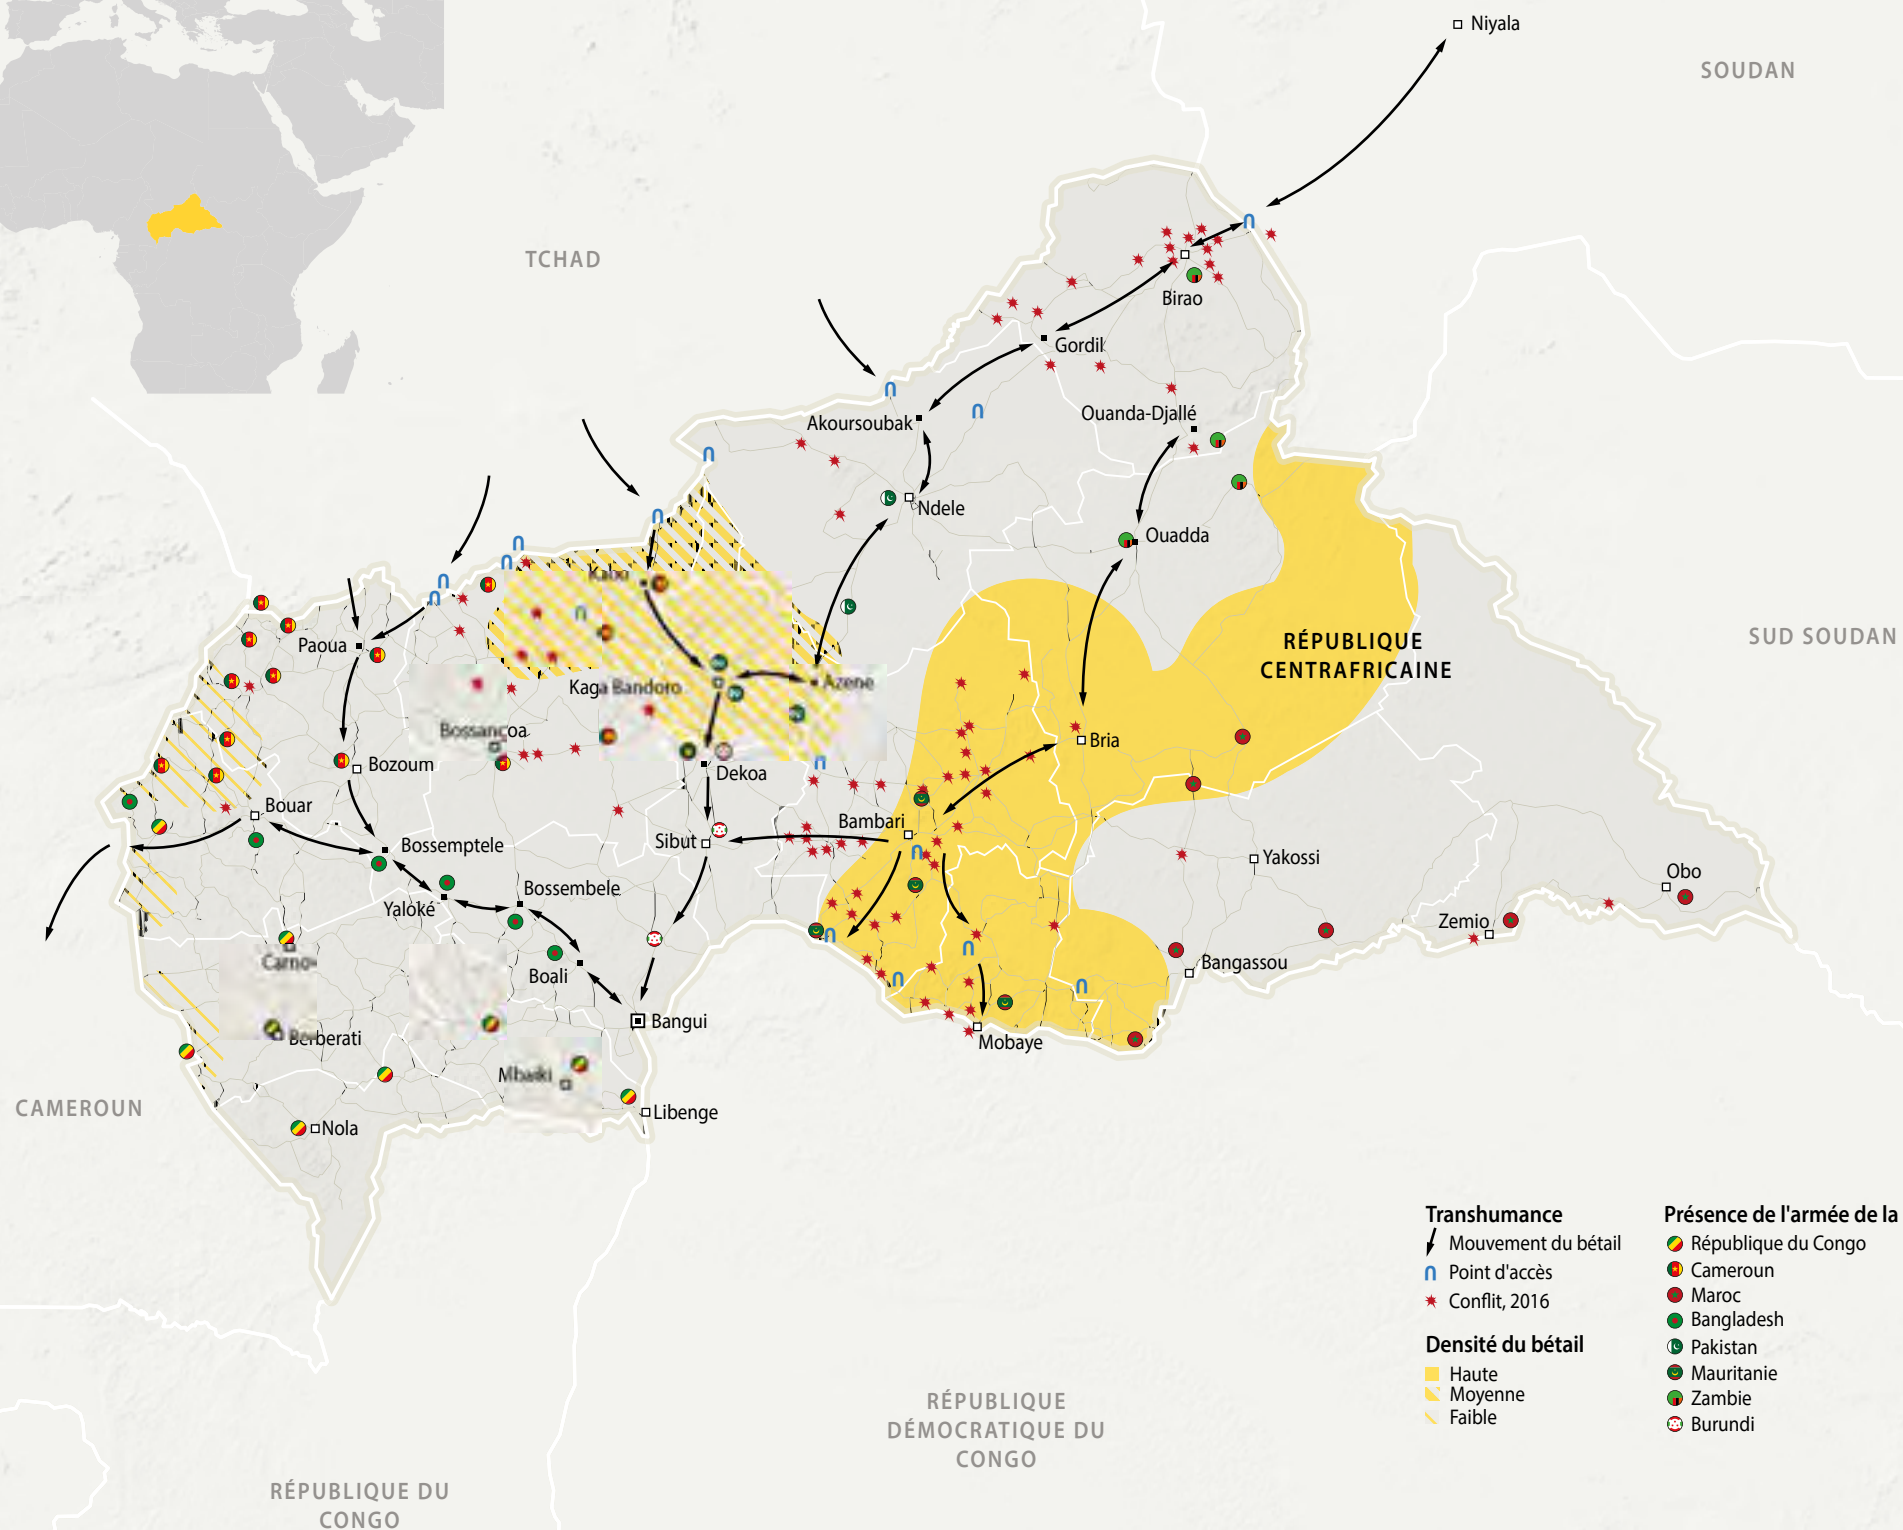 Niyala
SOUDAN
TCHAD
Birao
Gordil
Ouanda-Djallé
Akoursoubak
Ndele
Ouadda
Kabo
RÉPUBLIQUE
CENTRAFRICAINE
SUD SOUDAN
Paoua
Kaga Bandoro
Azene
Bossangoa
Bria
Bozoum
Dekoa
Bouar
Bambari
Sibut
Bossemptele
Yakossi
Obo
Bossembele
Yaloké
Zemio
Bangassou
Boali
Bangui
Berberati
Mobaye
Mbaiki
CAMEROUN
Libenge
Nola
Transhumance
Mouvement du bétail
Point d'accès
Conflit, 2016
Densité du bétail
Haute
Moyenne
Faible
Présence de l'armée de la
République du Congo
Cameroun
Maroc
Bangladesh
Pakistan
Mauritanie
Zambie
Burundi
RÉPUBLIQUE
DÉMOCRATIQUE DU
CONGO
RÉPUBLIQUE DU
CONGO